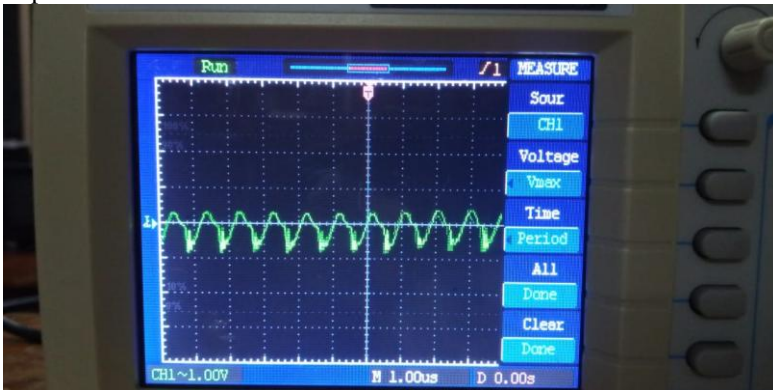 Run
/1
MEASURE
T
Sour
CH1
Voltage
Vmax
Time
Period
All
Done
Clear
Done
CH1~1.00V
M 1.00us
D 0.00s